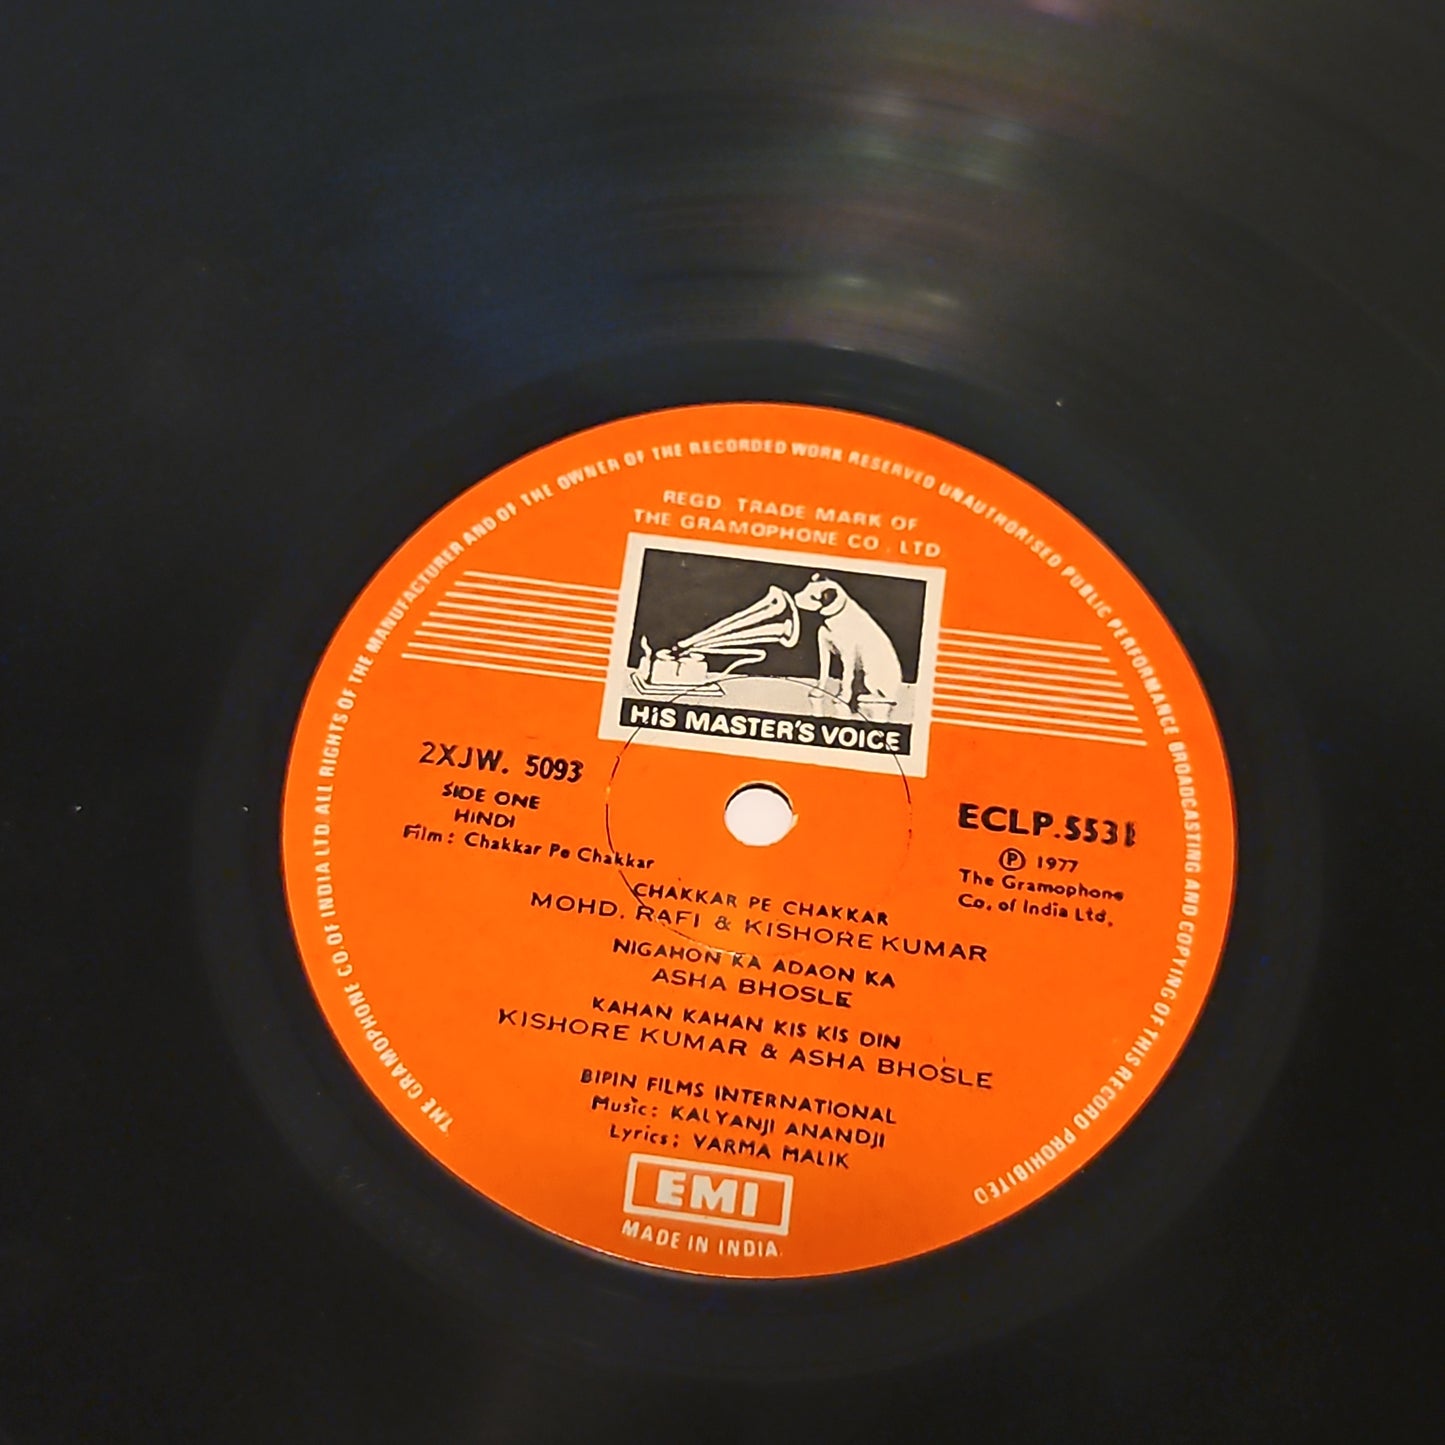 THE GRAMOPHONE CO. OF INDIA LTD. ALL RIGHTS OF THE MANUFACTURER AND OF THE OWNER OF THE RECORDED WORK RESERVED UNAUTHORISED PUBLIC PERFORMANCE BROADCASTING AND COPYING OF THIS RECORD PROHIBITED
REGD. TRADE MARK OF
THE GRAMOPHONE CO. LTD
HiS MASTER'S VOICE
2XJW. 5093
SIDE ONE
HINDI
Film: Chakkar Pe Chakkar
ECLP.5531
Ⓟ 1977
The Gramophone
Co. of India Ltd.
CHAKKAR PE CHAKKAR
MOHD. RAFI & KISHORE KUMAR
NIGAHON KA ADAON KA
ASHA BHOSLE
KAHAN KAHAN KIS KIS DIN
KISHORE KUMAR & ASHA BHOSLE
BIPIN FILMS INTERNATIONAL
Music: KALYANJI ANANDJI
Lyrics: VARMA MALIK
EMI
MADE IN INDIA.